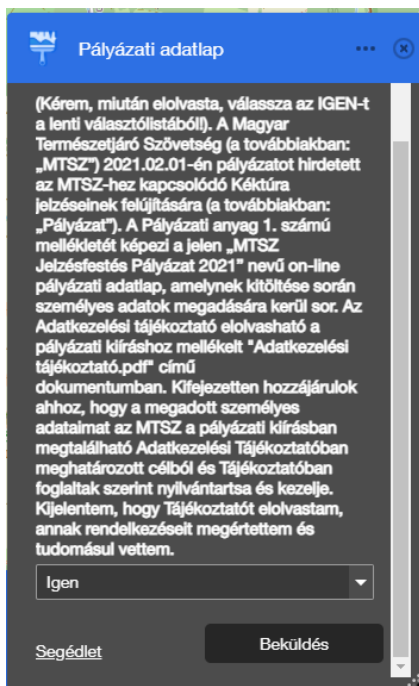 Pályázati adatlap
(Kérem, miután elolvasta, válassza az IGEN-t
a lenti választólistából!). A Magyar
Természetjáró Szövetség (a továbbiakban:
„MTSZ”) 2021.02.01-én pályázatot hirdetett
az MTSZ-hez kapcsolódó Kéktúra
jelzéseinek felújítására (a továbbiakban:
„Pályázat”). A Pályázati anyag 1. számú
mellékletét képezi a jelen „MTSZ
Jelzésfestés Pályázat 2021” nevű on-line
pályázati adatlap, amelynek kitöltése során
személyes adatok megadására kerül sor. Az
Adatkezelési tájékoztató elolvasható a
pályázati kiíráshoz mellékelt "Adatkezelési
tájékoztató.pdf" című
dokumentumban. Kifejezetten hozzájárulok
ahhoz, hogy a megadott személyes
adataimat az MTSZ a pályázati kiírásban
megtalálható Adatkezelési Tájékoztatóban
meghatározott célból és Tájékoztatóban
foglaltak szerint nyilvántartsa és kezelje.
Kijelentem, hogy Tájékoztatót elolvastam,
annak rendelkezéseit megértettem és
tudomásul vettem.
Igen
Segédlet
Beküldés